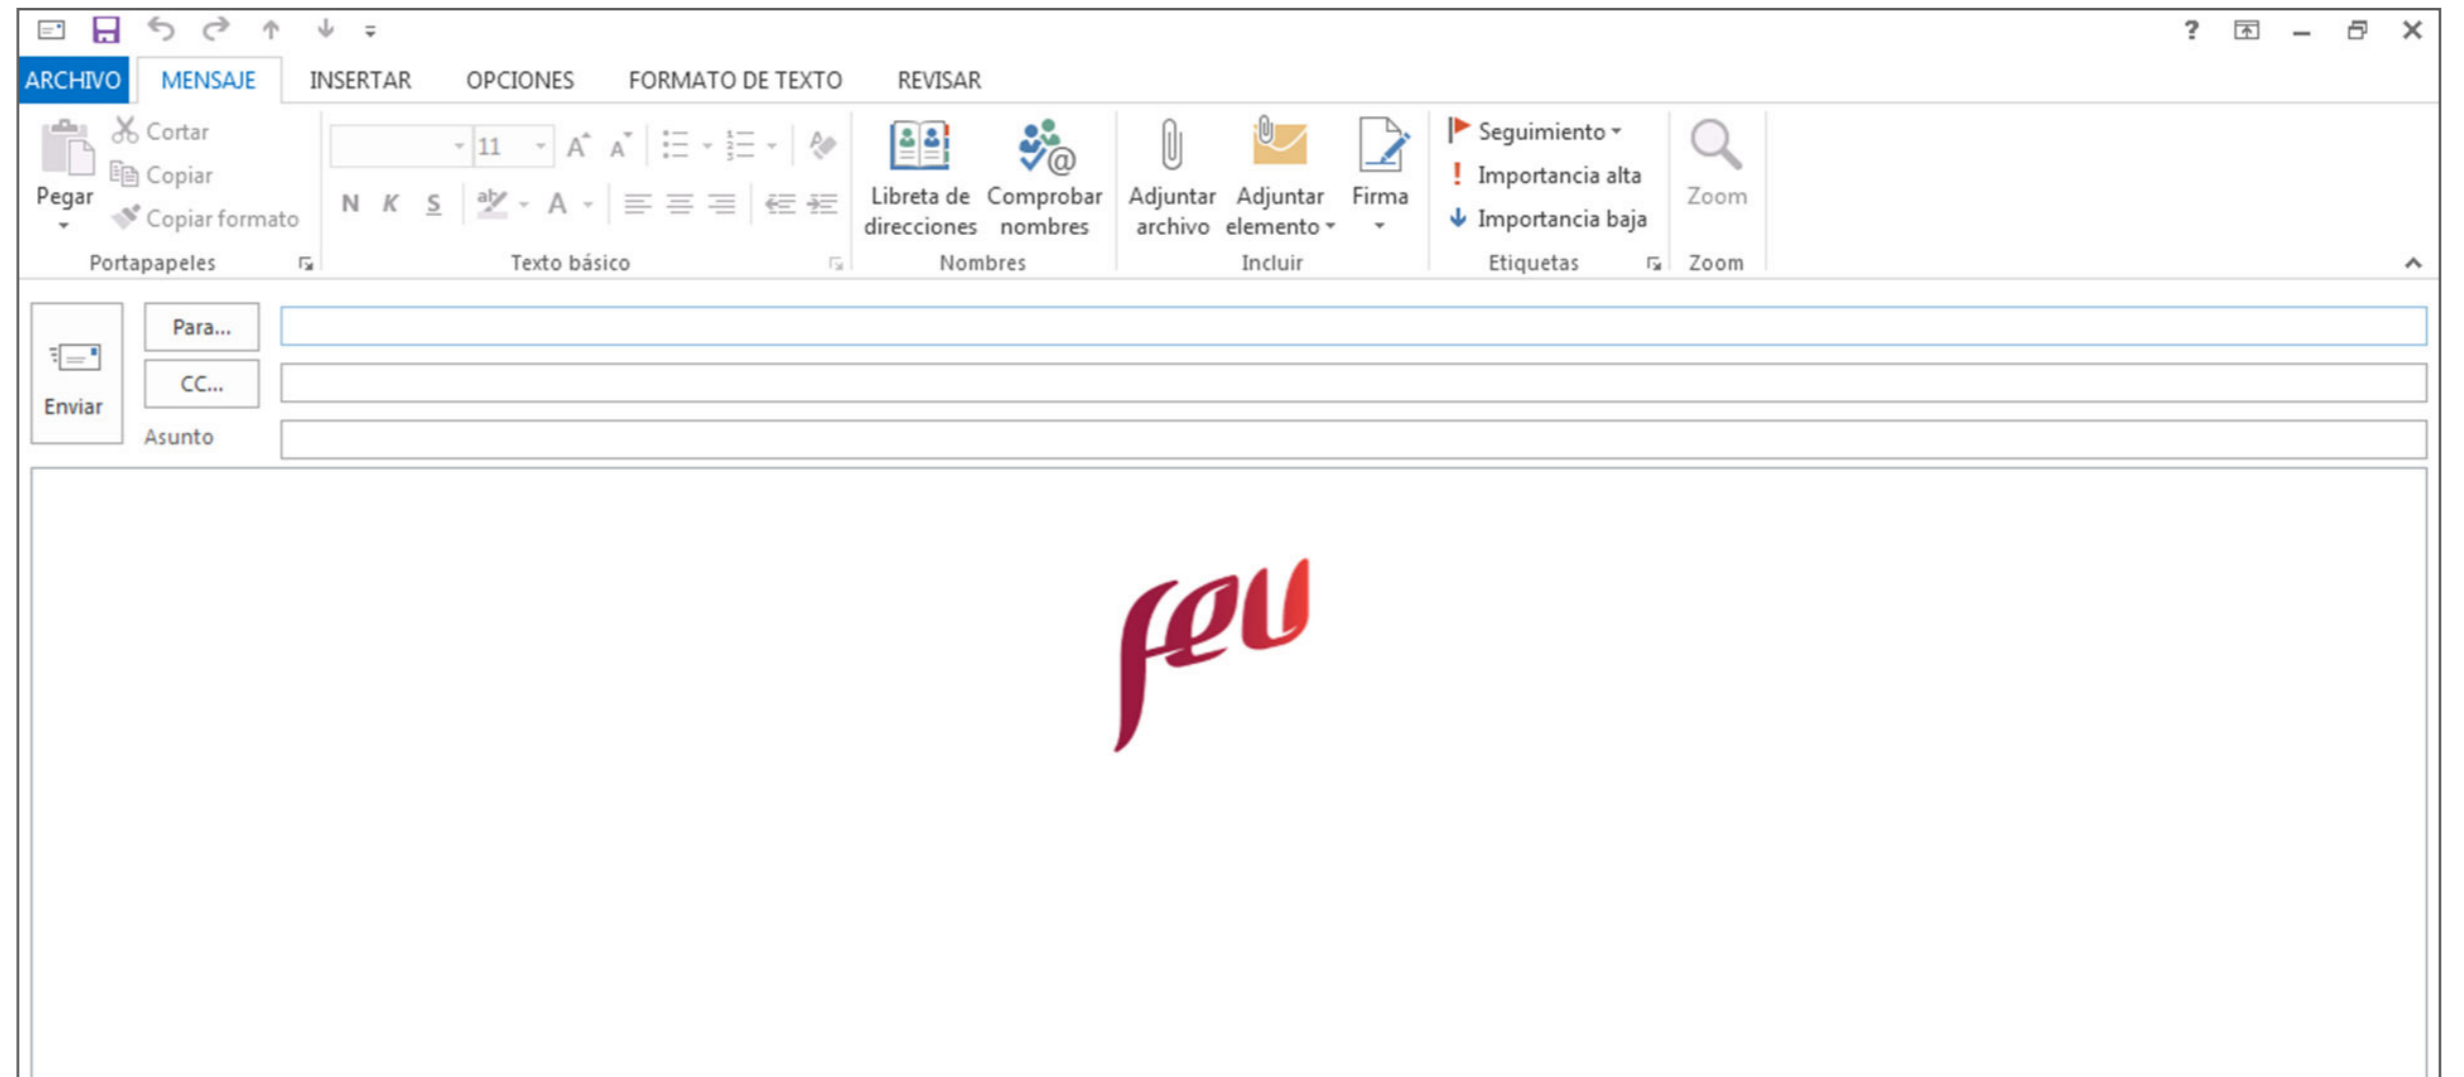 ARCHIVO MENSAJE INSERTAR OPCIONES FORMATO DE TEXTO REVISAR
Pegar
Cortar
Copiar
Copiar formato
Portapapeles
11
N K S
Texto básico
Libreta de direcciones
Comprobar nombres
Nombres
Adjuntar archivo
Adjuntar elemento
Firma
Incluir
Seguimiento
Importancia alta
Importancia baja
Etiquetas
Zoom
Zoom
Enviar
Para...
CC...
Asunto
feu